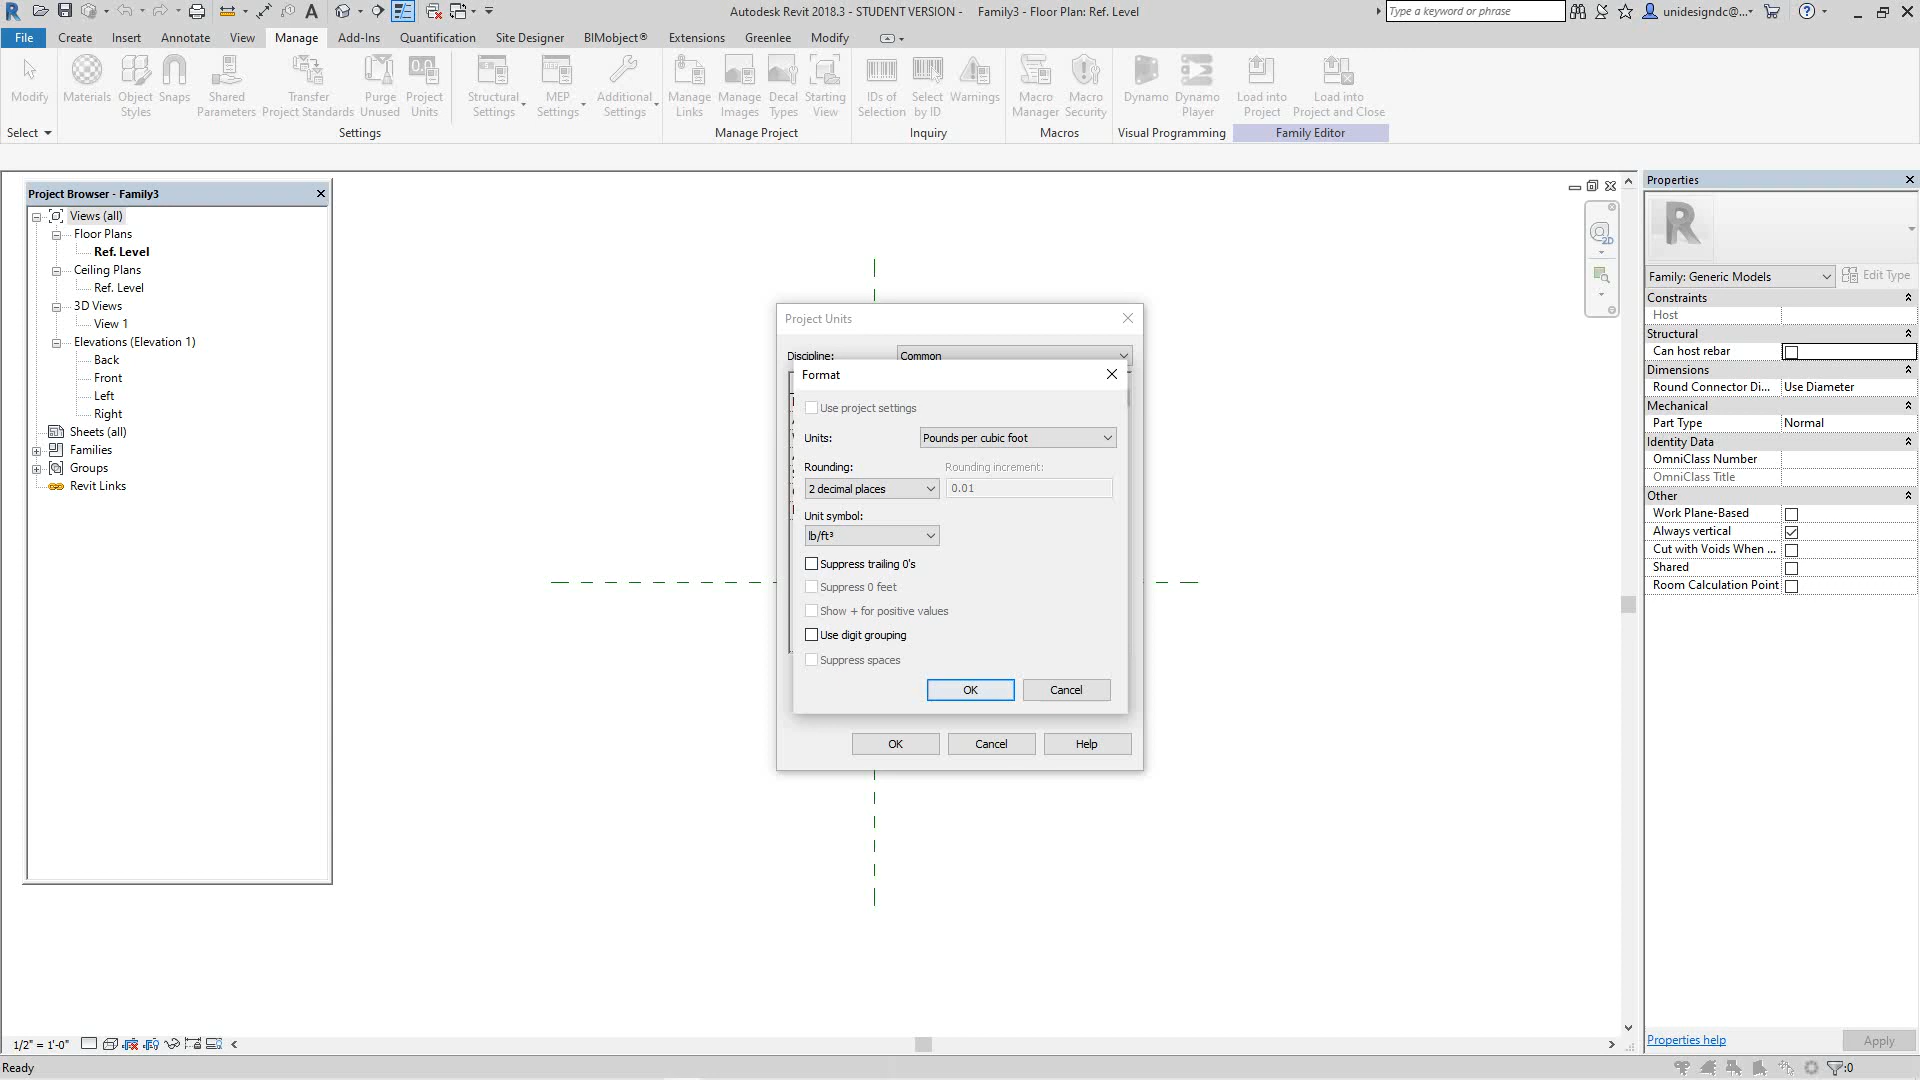 Autodesk Revit 2018.3 - STUDENT VERSION - Family3 - Floor Plan: Ref. Level
Type a keyword or phrase
unidesigndc@...
File Create Insert Annotate View Manage Add-Ins Quantification Site Designer BIMobject® Extensions Greenlee Modify
Modify
Materials
Object Styles
Snaps
Shared Parameters
Transfer Project Standards
Purge Unused
Project Units
Structural Settings
MEP Settings
Additional Settings
Manage Links
Manage Images
Decal Types
Starting View
IDs of Selection
Select by ID
Warnings
Macro Manager
Macro Security
Dynamo
Dynamo Player
Load into Project
Load into Project and Close
Select Settings Manage Project Inquiry Macros Visual Programming Family Editor
Project Browser - Family3
Views (all)
Floor Plans
Ref. Level
Ceiling Plans
Ref. Level
3D Views
View 1
Elevations (Elevation 1)
Back
Front
Left
Right
Sheets (all)
Families
Groups
Revit Links
2D
Project Units
Discipline: Common
Format
Use project settings
Units: Pounds per cubic foot
Rounding: Rounding increment:
2 decimal places 0.01
Unit symbol:
lb/ft³
Suppress trailing 0's
Suppress 0 feet
Show + for positive values
Use digit grouping
Suppress spaces
OK Cancel
OK Cancel Help
Properties
R
Family: Generic Models Edit Type
Constraints
Host
Structural
Can host rebar
Dimensions
Round Connector Di... Use Diameter
Mechanical
Part Type Normal
Identity Data
OmniClass Number
OmniClass Title
Other
Work Plane-Based
Always vertical
Cut with Voids When ...
Shared
Room Calculation Point
Properties help Apply
1/2" = 1'-0"
Ready
:0